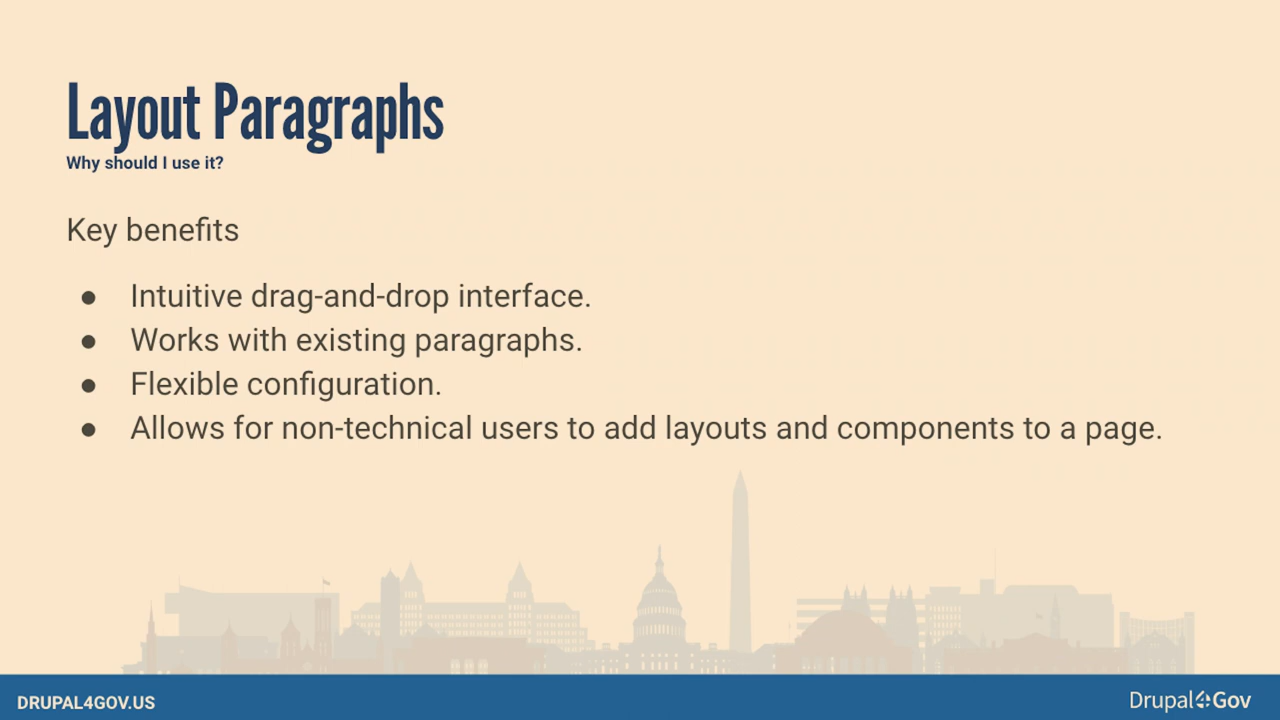 Layout Paragraphs
Why should I use it?
Key benefits
● Intuitive drag-and-drop interface.
● Works with existing paragraphs.
● Flexible configuration.
● Allows for non-technical users to add layouts and components to a page.
DRUPAL4GOV.US
Drupal4Gov